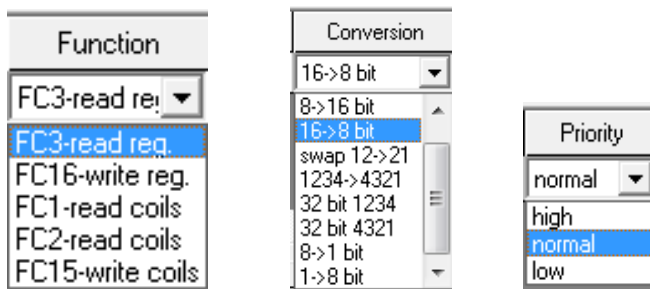 Function
FC3-read re
FC3-read reg.
FC16-write reg.
FC1-read coils
FC2-read coils
FC15-write coils
Conversion
16->8 bit
8->16 bit
16->8 bit
swap 12->21
1234->4321
32 bit 1234
32 bit 4321
8->1 bit
1->8 bit
Priority
normal
high
normal
low